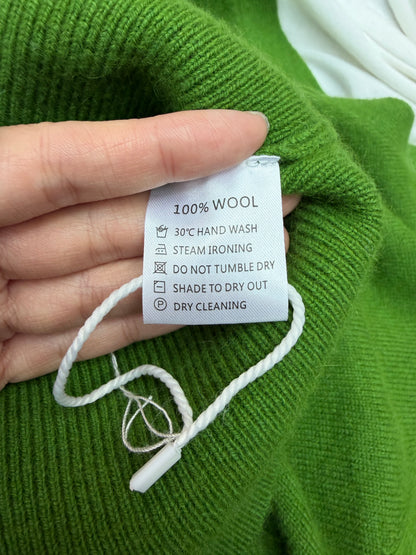 100% WOOL
30℃ HAND WASH
STEAM IRONING
DO NOT TUMBLE DRY
SHADE TO DRY OUT
P DRY CLEANING